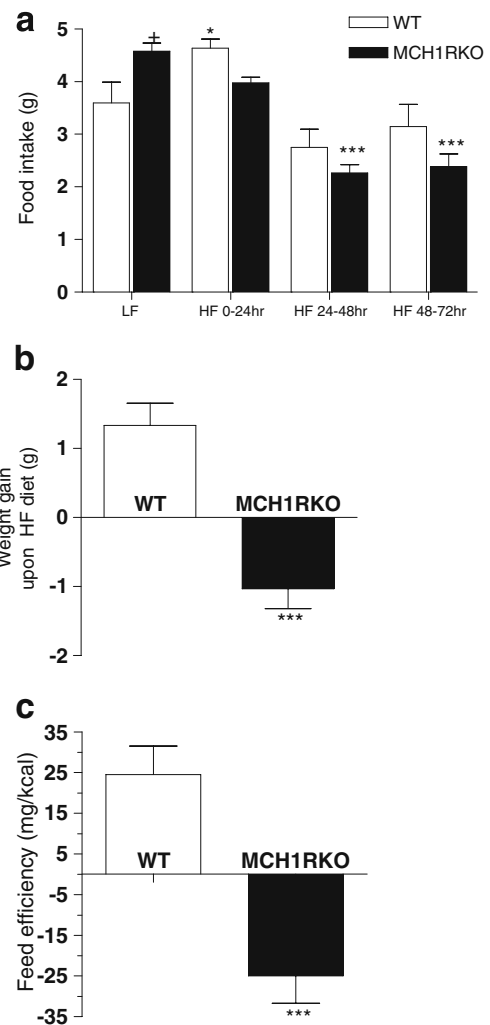 a
WT
MCH1RKO
Food intake (g)
5
4
3
2
1
0
+
*
***
***
LF
HF 0-24hr
HF 24-48hr
HF 48-72hr
b
Weight gain
upon HF diet (g)
2
1
0
-1
-2
WT
MCH1RKO
***
c
Feed efficiency (mg/kcal)
35
25
15
5
-5
-15
-25
-35
WT
MCH1RKO
***